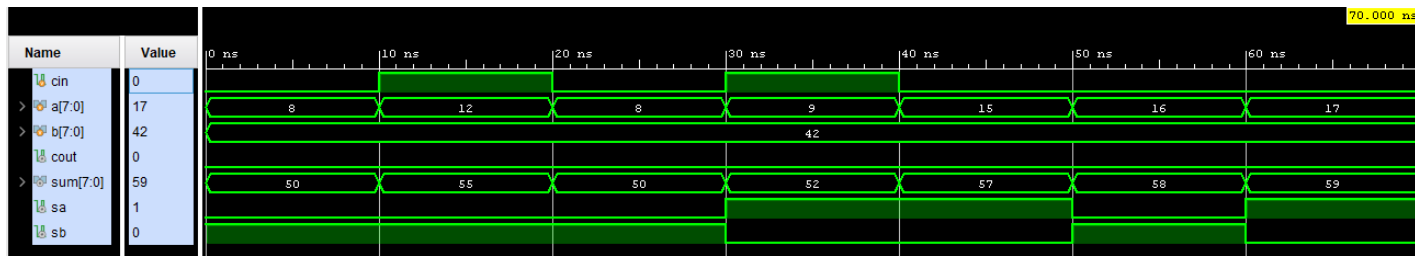 70.000 ns
Name Value 0 ns 10 ns 20 ns 30 ns 40 ns 50 ns 60 ns
cin 0
a[7:0] 17 8 12 8 9 15 16 17
b[7:0] 42 42
cout 0
sum[7:0] 59 50 55 50 52 57 58 59
sa 1
sb 0